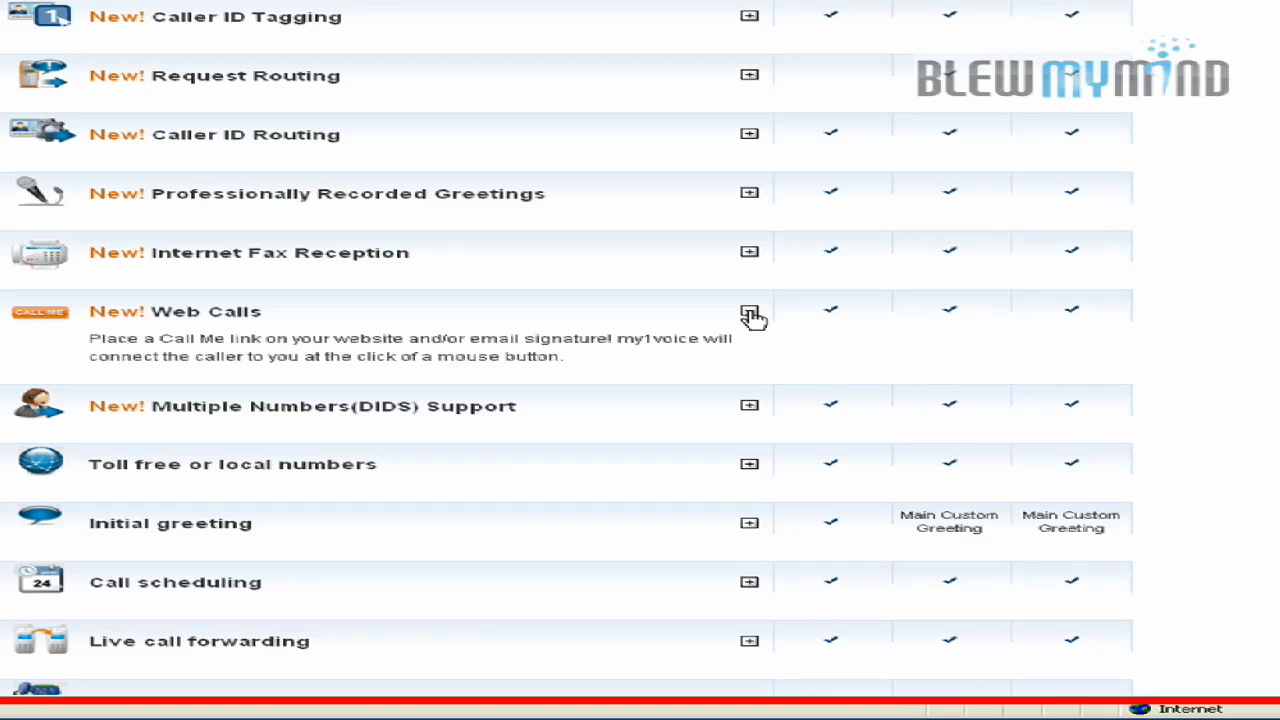 1
New! Caller ID Tagging
New! Request Routing
BLEWMYMIND
New! Caller ID Routing
New! Professionally Recorded Greetings
New! Internet Fax Reception
CALL ME
New! Web Calls
Place a Call Me link on your website and/or email signature! my1voice will
connect the caller to you at the click of a mouse button.
New! Multiple Numbers(DIDS) Support
Toll free or local numbers
Initial greeting
Main Custom
Greeting
Main Custom
Greeting
24
Call scheduling
Live call forwarding
Internet